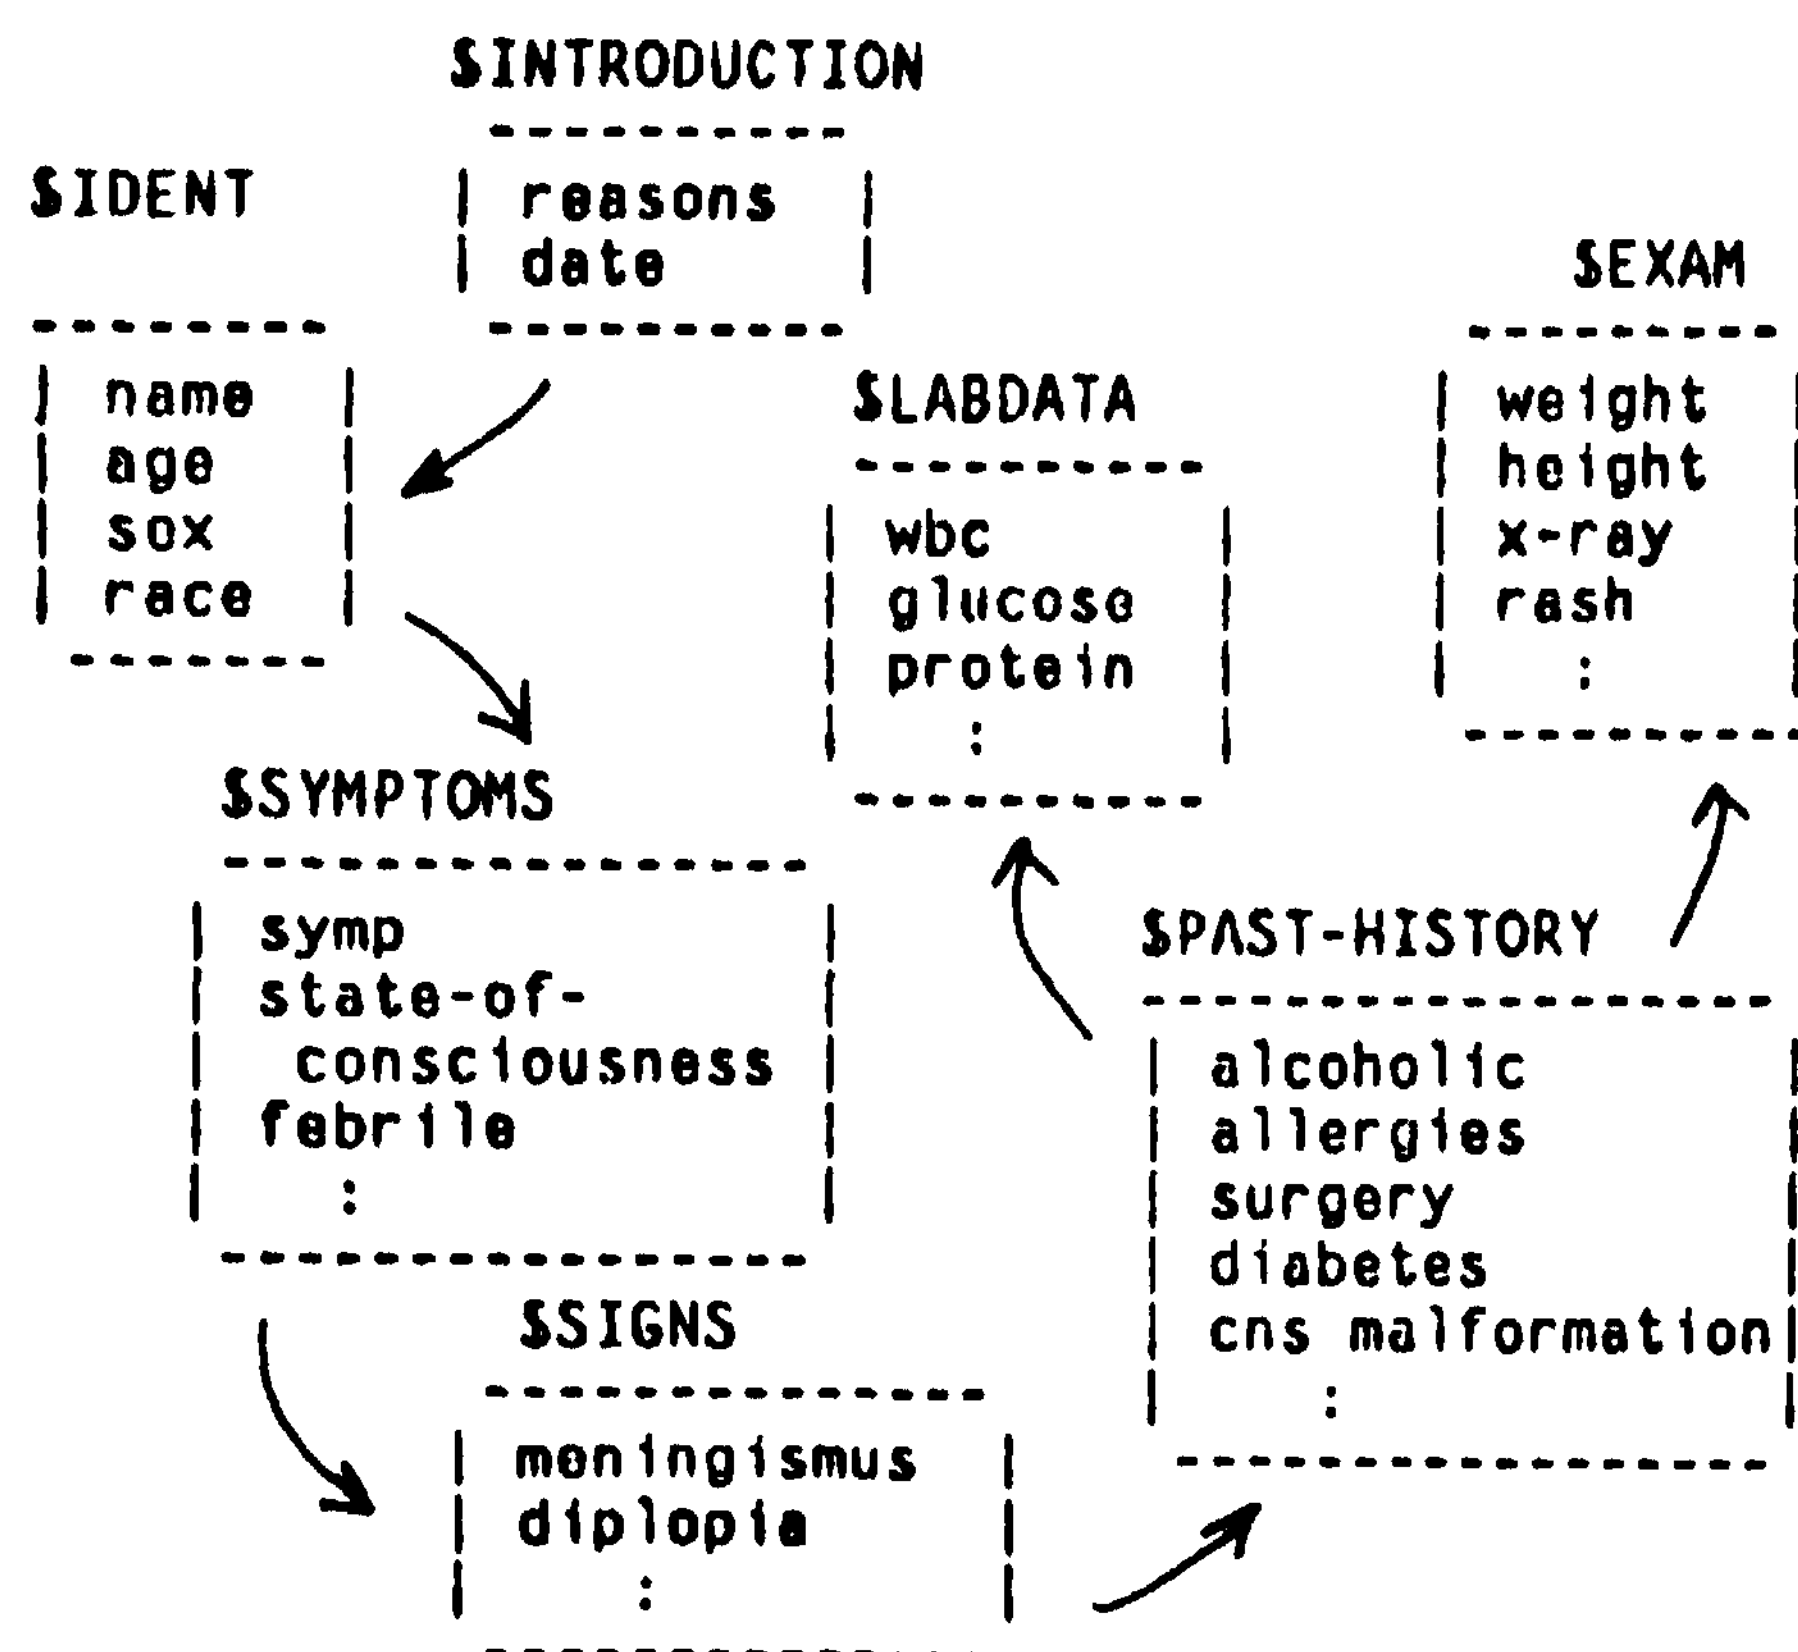 $INTRODUCTION
reasons
date
$IDENT
name
age
sox
race
$EXAM
weight
height
x-ray
rash
:
$LABDATA
wbc
glucose
protein
:
$SYMPTOMS
symp
state-of-
consciousness
febrile
:
$PAST-HISTORY
alcoholic
allergies
surgery
diabetes
cns malformation
:
$SIGNS
meningismus
diplopia
: